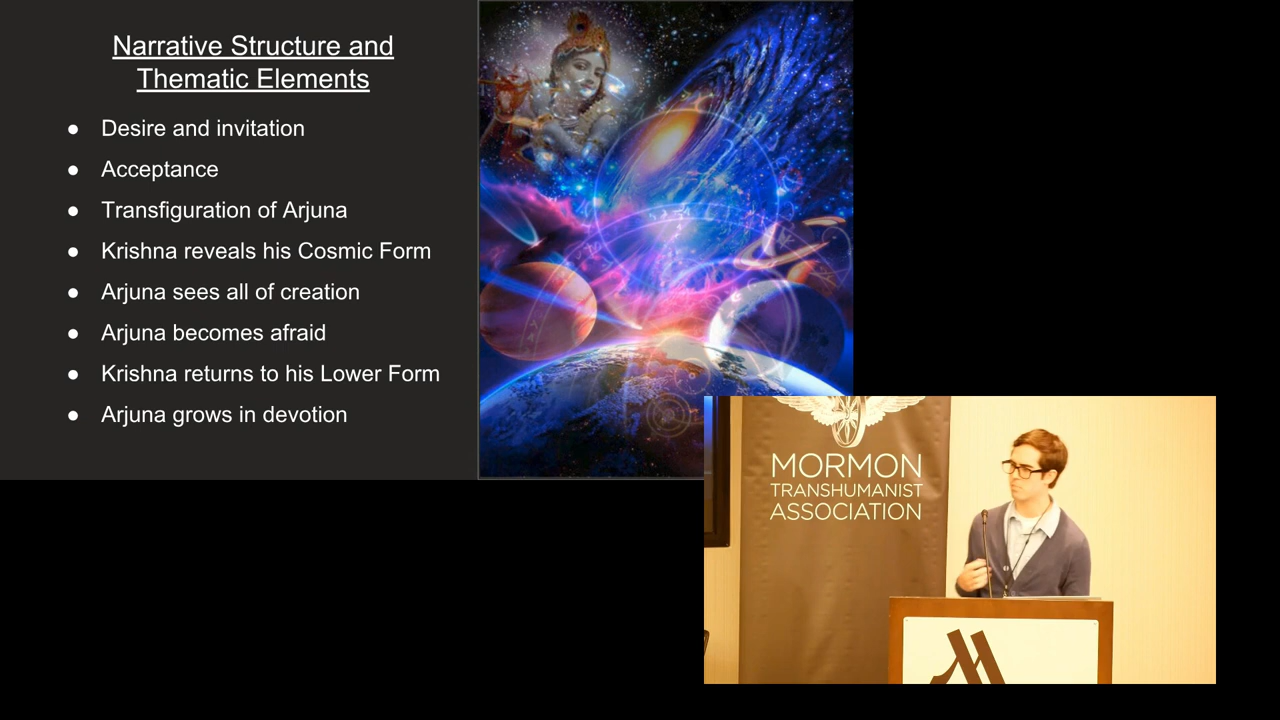 Narrative Structure and
Thematic Elements
● Desire and invitation
● Acceptance
● Transfiguration of Arjuna
● Krishna reveals his Cosmic Form
● Arjuna sees all of creation
● Arjuna becomes afraid
● Krishna returns to his Lower Form
● Arjuna grows in devotion
MORMON
TRANSHUMANIST
ASSOCIATION